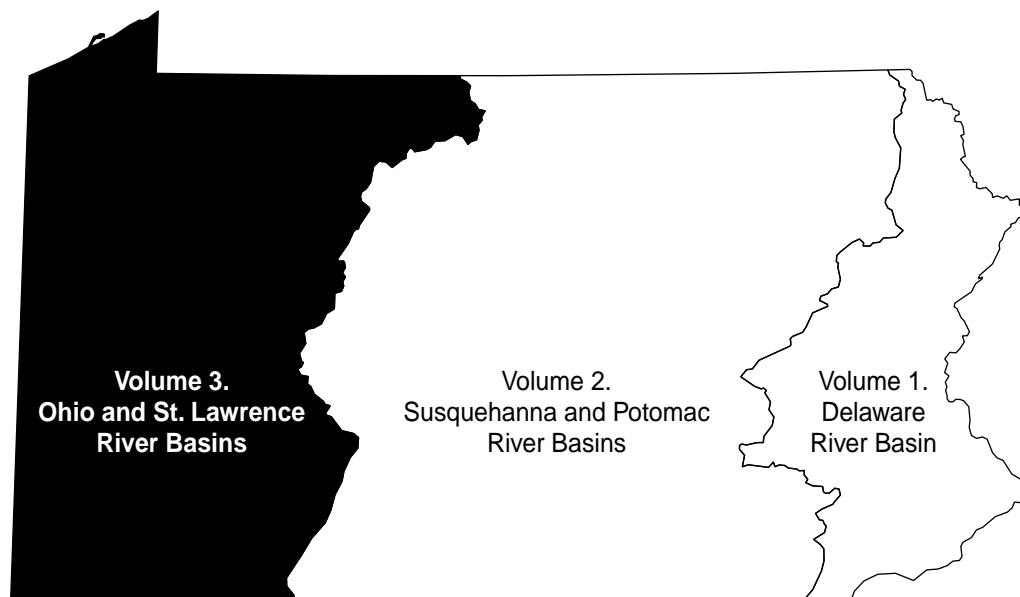 Volume 3.
Ohio and St. Lawrence
River Basins
Volume 2.
Susquehanna and Potomac
River Basins
Volume 1.
Delaware
River Basin